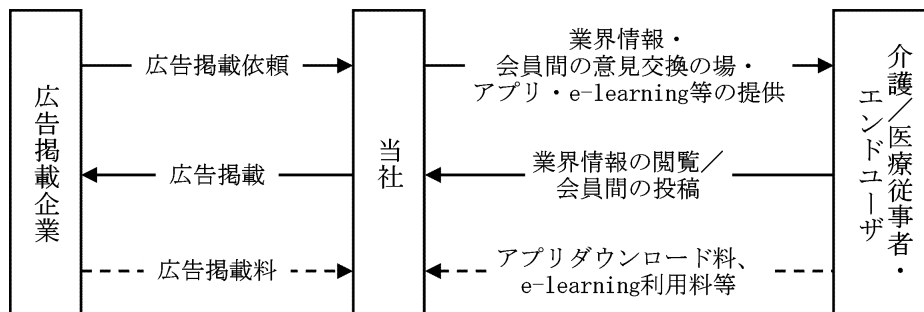 広告掲載企業
広告掲載依頼
広告掲載
広告掲載料
当社
業界情報・
会員間の意見交換の場・
アプリ・e-learning等の提供
業界情報の閲覧／
会員間の投稿
アプリダウンロード料、
e-learning利用料等
介護／医療従事者・
エンドユーザ